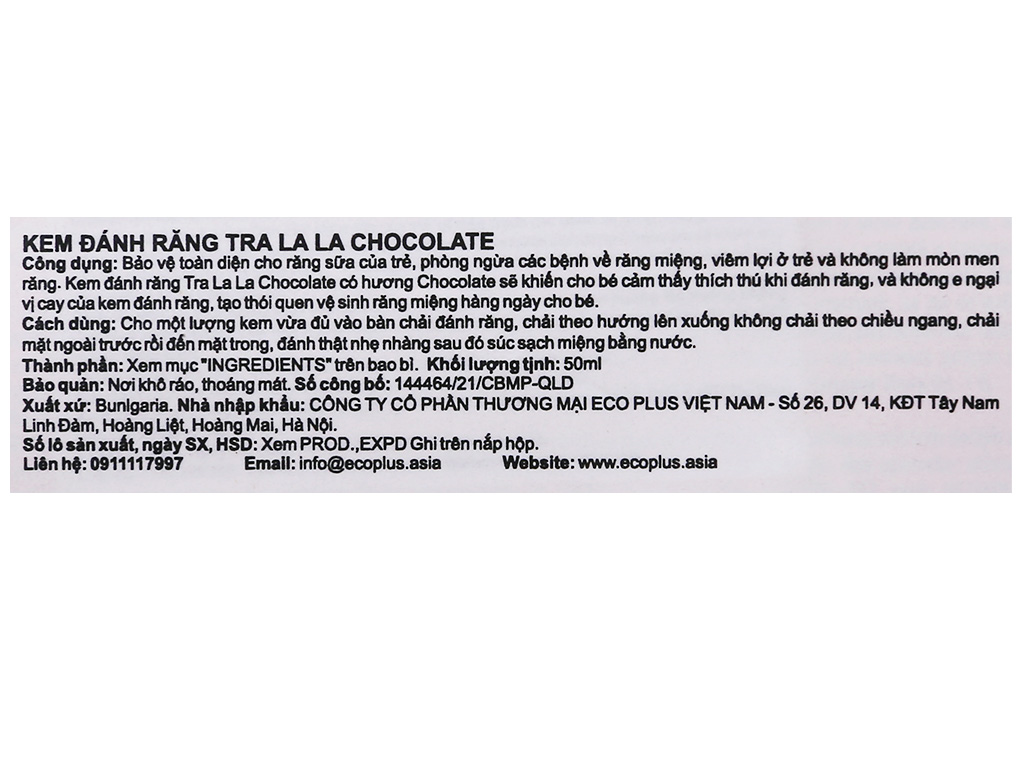 KEM ĐÁNH RĂNG TRA LA LA CHOCOLATE
Công dụng: Bảo vệ toàn diện cho răng sữa của trẻ, phòng ngừa các bệnh về răng miệng, viêm lợi ở trẻ và không làm mòn men
răng. Kem đánh răng Tra La La Chocolate có hương Chocolate sẽ khiến cho bé cảm thấy thích thú khi đánh răng, và không e ngại
vị cay của kem đánh răng, tạo thói quen vệ sinh răng miệng hàng ngày cho bé.
Cách dùng: Cho một lượng kem vừa đủ vào bàn chải đánh răng, chải theo hướng lên xuống không chải theo chiều ngang, chải
mặt ngoài trước rồi đến mặt trong, đánh thật nhẹ nhàng sau đó súc sạch miệng bằng nước.
Thành phần: Xem mục "INGREDIENTS" trên bao bì. Khối lượng tịnh: 50ml
Bảo quản: Nơi khô ráo, thoáng mát. Số công bố: 144464/21/CBMP-QLD
Xuất xứ: Bunlgaria. Nhà nhập khẩu: CÔNG TY CỔ PHẦN THƯƠNG MẠI ECO PLUS VIỆT NAM - Số 26, DV 14, KĐT Tây Nam
Linh Đàm, Hoàng Liệt, Hoàng Mai, Hà Nội.
Số lô sản xuất, ngày SX, HSD: Xem PROD.,EXPD Ghi trên nắp hộp.
Liên hệ: 0911117997 Email: info@ecoplus.asia Website: www.ecoplus.asia